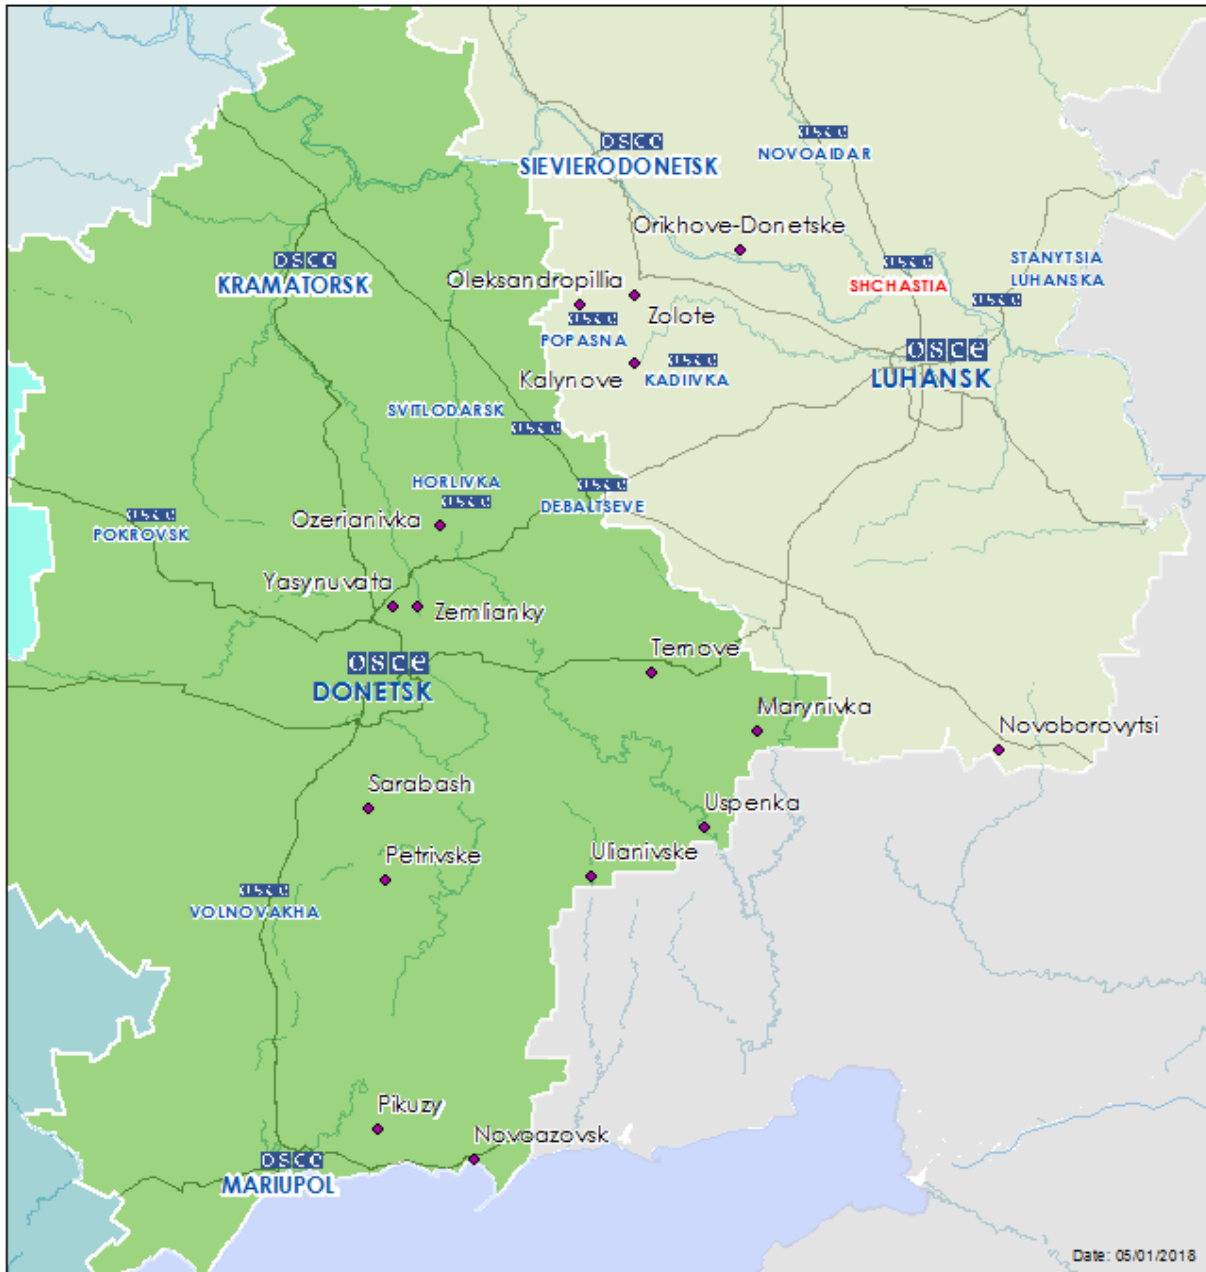 osce
SIEVIERODONETSK
osce
NOVOAIDAR
Orikhove-Donetske
osce
KRAMATORSK
Oleksandropillia
osce
SHCHASTIA
STANYTSIA
LUHANSKA
osce
Zolote
osce
POPASNA
osce
LUHANSK
Kalynove
osce
KADIIVKA
SVITLODARSK
osce
HORLIVKA
osce
osce
DEBALTSEVE
osce
POKROVSK
Ozerianivka
Yasynuvata
Zemlianky
Ternove
osce
DONETSK
Marynivka
Novoborovytsi
Sarabash
Uspenka
Petrivske
Ulianivske
osce
VOLNOVAKHA
Pikuzy
Novoazovsk
osce
MARIUPOL
Date: 05/01/2018